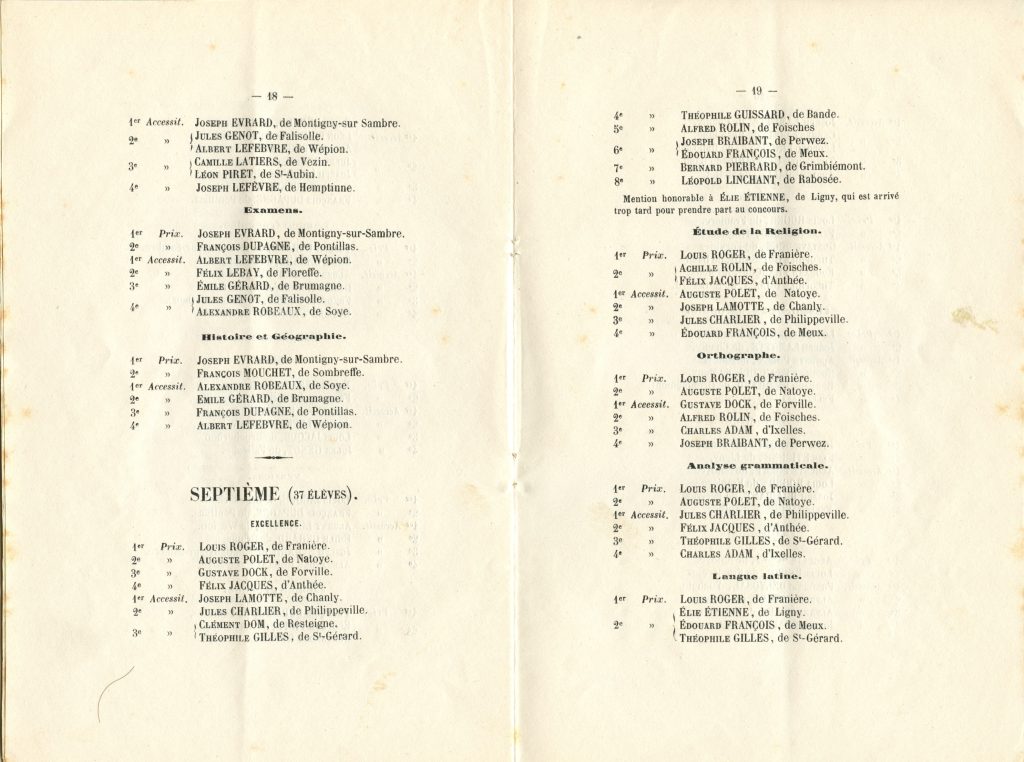 — 18 —
1er Accessit. JOSEPH EVRARD, de Montigny-sur Sambre.
2e » JULES GENOT, de Falisolle.
ALBERT LEFEBVRE, de Wépion.
3e » CAMILLE LATIERS, de Vezin.
LÉON PIRET, de St-Aubin.
4e » JOSEPH LEFÈVRE, de Hemptinne.
Examens.
1er Prix. JOSEPH EVRARD, de Montigny-sur-Sambre.
2e » FRANÇOIS DUPAGNE, de Pontillas.
1er Accessit. ALBERT LEFEBVRE, de Wépion.
2e » FÉLIX LEBAY, de Floreffe.
3e » ÉMILE GÉRARD, de Brumagne.
4e » JULES GENOT, de Falisolle.
ALEXANDRE ROBEAUX, de Soye.
Histoire et Géographie.
1er Prix. JOSEPH EVRARD, de Montigny-sur-Sambre.
2e » FRANÇOIS MOUCHET, de Sombreffe.
1er Accessit. ALEXANDRE ROBEAUX, de Soye.
2e » EMILE GÉRARD, de Brumagne.
3e » FRANÇOIS DUPAGNE, de Pontillas.
4e » ALBERT LEFEBVRE, de Wépion.
SEPTIÈME (37 ÉLÈVES).
EXCELLENCE.
1er Prix. LOUIS ROGER, de Franière.
2e » AUGUSTE POLET, de Natoye.
3e » GUSTAVE DOCK, de Forville.
4e » FÉLIX JACQUES, d'Anthée.
1er Accessit. JOSEPH LAMOTTE, de Chanly.
2e » JULES CHARLIER, de Philippeville.
3e » CLÉMENT DOM, de Resteigne.
THÉOPHILE GILLES, de St-Gérard.
— 19 —
4e » THÉOPHILE GUISSARD, de Bande.
5e » ALFRED ROLIN, de Foisches
6e » JOSEPH BRAIBANT, de Perwez.
ÉDOUARD FRANÇOIS, de Meux.
7e » BERNARD PIERRARD, de Grimbiémont.
8e » LÉOPOLD LINCHANT, de Rabosée.
Mention honorable à ÉLIE ÉTIENNE, de Ligny, qui est arrivé
trop tard pour prendre part au concours.
Étude de la Religion.
1er Prix. LOUIS ROGER, de Franière.
2e » ACHILLE ROLIN, de Foisches.
FÉLIX JACQUES, d'Anthée.
1er Accessit. AUGUSTE POLET, de Natoye.
2e » JOSEPH LAMOTTE, de Chanly.
3e » JULES CHARLIER, de Philippeville.
4e » ÉDOUARD FRANÇOIS, de Meux.
Orthographe.
1er Prix. LOUIS ROGER, de Franière.
2e » AUGUSTE POLET, de Natoye.
1er Accessit. GUSTAVE DOCK, de Forville.
2e » ALFRED ROLIN, de Foisches.
3e » CHARLES ADAM, d'Ixelles.
4e » JOSEPH BRAIBANT, de Perwez.
Analyse grammaticale.
1er Prix. LOUIS ROGER, de Franière.
2e » AUGUSTE POLET, de Natoye.
1er Accessit. JULES CHARLIER, de Philippeville.
2e » FÉLIX JACQUES, d'Anthée.
3e » THÉOPHILE GILLES, de St-Gérard.
4e » CHARLES ADAM, d'Ixelles.
Langue latine.
1er Prix. LOUIS ROGER, de Franière.
ÉLIE ÉTIENNE, de Ligny.
2e » ÉDOUARD FRANÇOIS, de Meux.
THÉOPHILE GILLES, de St-Gérard.